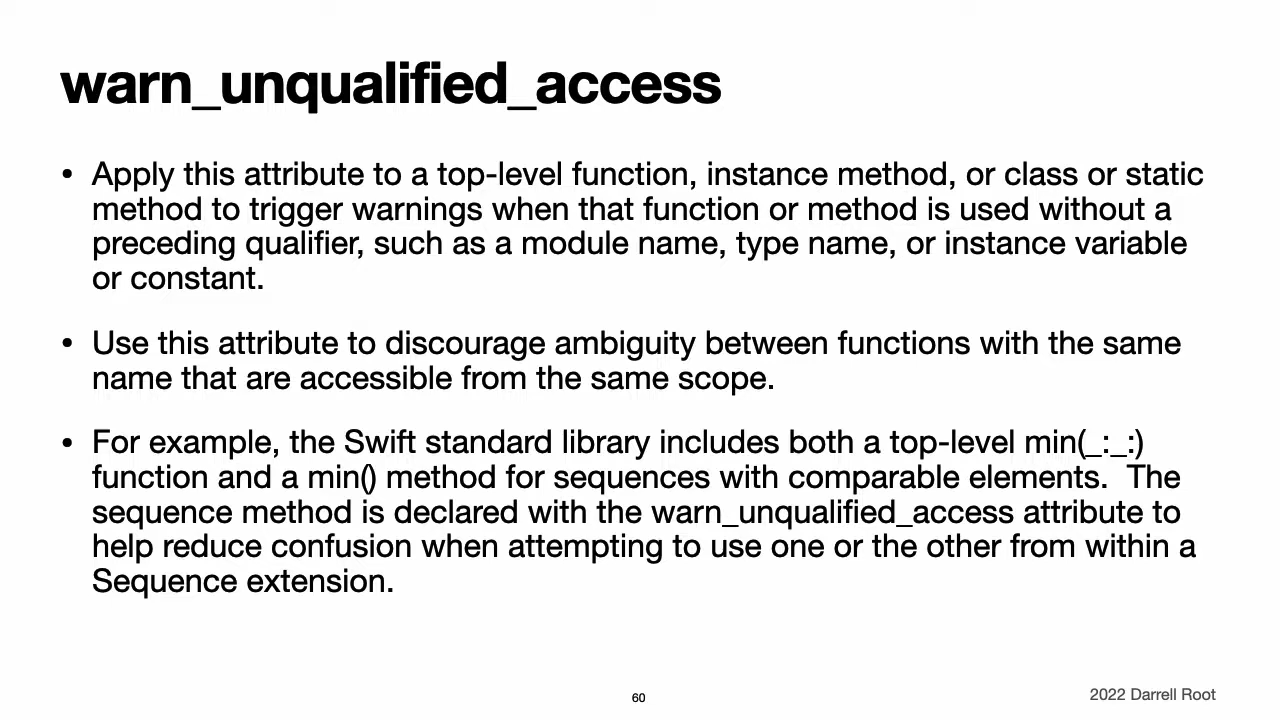 warn_unqualified_access
• Apply this attribute to a top-level function, instance method, or class or static
method to trigger warnings when that function or method is used without a
preceding qualifier, such as a module name, type name, or instance variable
or constant.
• Use this attribute to discourage ambiguity between functions with the same
name that are accessible from the same scope.
• For example, the Swift standard library includes both a top-level min(_:_:)
function and a min() method for sequences with comparable elements.  The
sequence method is declared with the warn_unqualified_access attribute to
help reduce confusion when attempting to use one or the other from within a
Sequence extension.
60
2022 Darrell Root